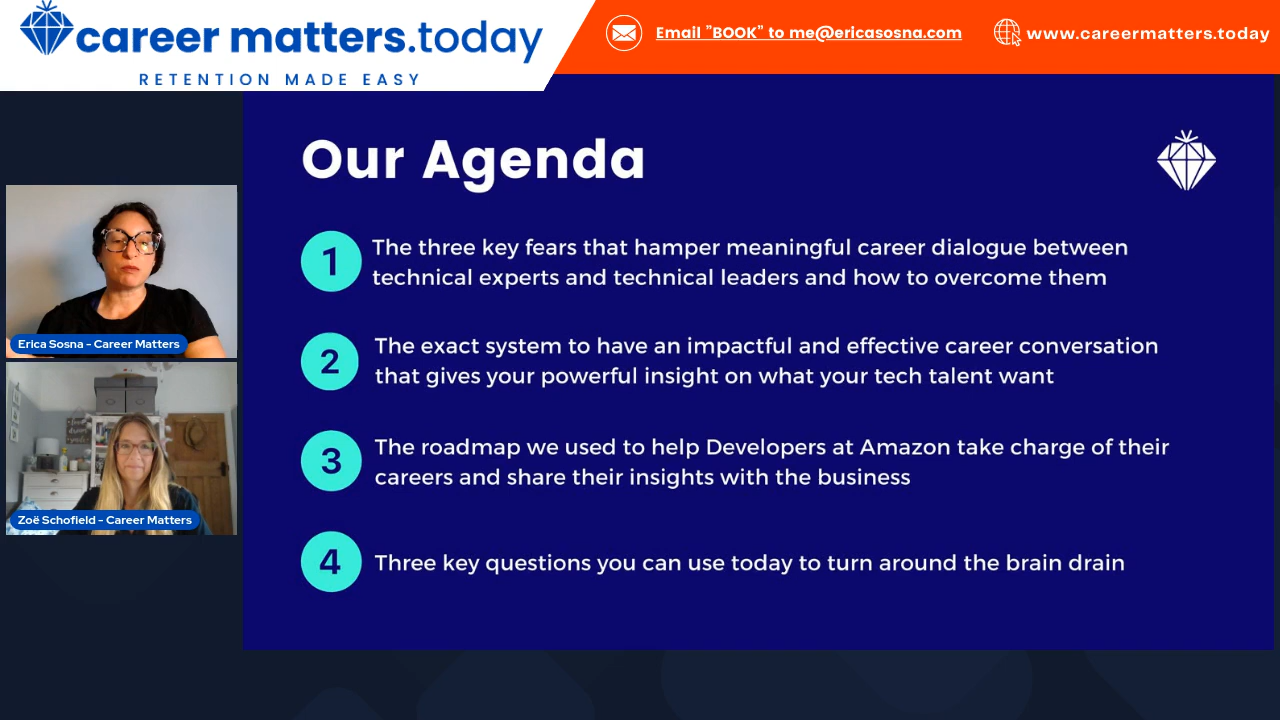 career matters.today
RETENTION MADE EASY
Email "BOOK" to me@ericasosna.com
www.careermatters.today
Our Agenda
1
The three key fears that hamper meaningful career dialogue between
technical experts and technical leaders and how to overcome them
2
The exact system to have an impactful and effective career conversation
that gives your powerful insight on what your tech talent want
3
The roadmap we used to help Developers at Amazon take charge of their
careers and share their insights with the business
4
Three key questions you can use today to turn around the brain drain
Erica Sosna - Career Matters
Zoë Schofield - Career Matters